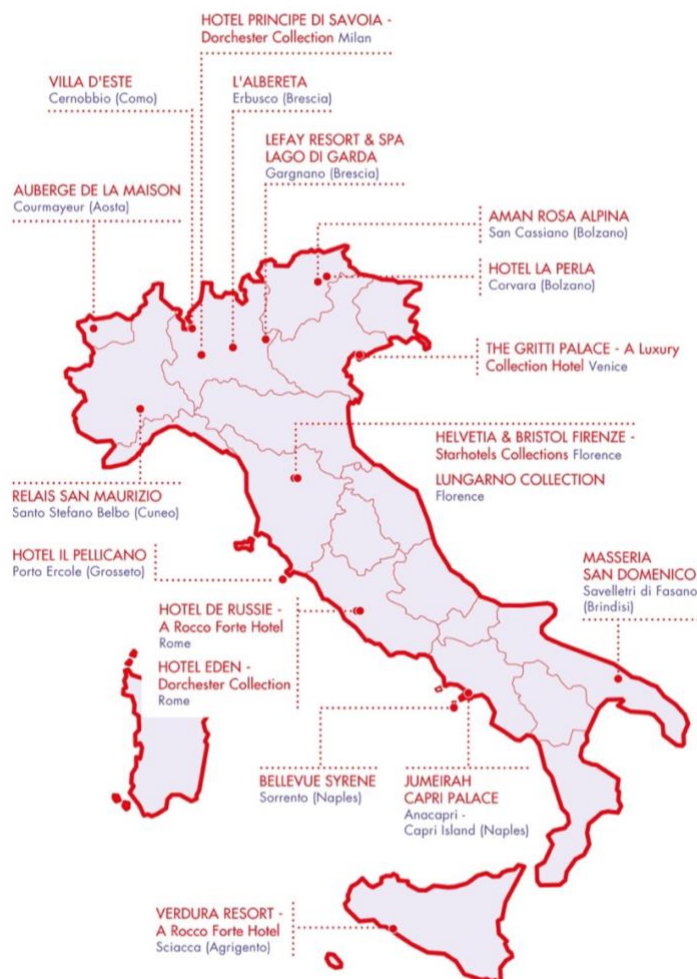 HOTEL PRINCIPE DI SAVOIA -
Dorchester Collection Milan
VILLA D'ESTE
Cernobbio (Como)
L'ALBERETA
Erbusco (Brescia)
LEFAY RESORT & SPA
LAGO DI GARDA
Gargnano (Brescia)
AUBERGE DE LA MAISON
Courmayeur (Aosta)
AMAN ROSA ALPINA
San Cassiano (Bolzano)
HOTEL LA PERLA
Corvara (Bolzano)
THE GRITTI PALACE - A Luxury
Collection Hotel Venice
HELVETIA & BRISTOL FIRENZE -
Starhotels Collections Florence
LUNGARNO COLLECTION
Florence
RELAIS SAN MAURIZIO
Santo Stefano Belbo (Cuneo)
HOTEL IL PELLICANO
Porto Ercole (Grosseto)
MASSERIA
SAN DOMENICO
Savelletri di Fasano
(Brindisi)
HOTEL DE RUSSIE -
A Rocco Forte Hotel
Rome
HOTEL EDEN -
Dorchester Collection
Rome
BELLEVUE SYRENE
Sorrento (Naples)
JUMEIRAH
CAPRI PALACE
Anacapri -
Capri Island (Naples)
VERDURA RESORT -
A Rocco Forte Hotel
Sciacca (Agrigento)